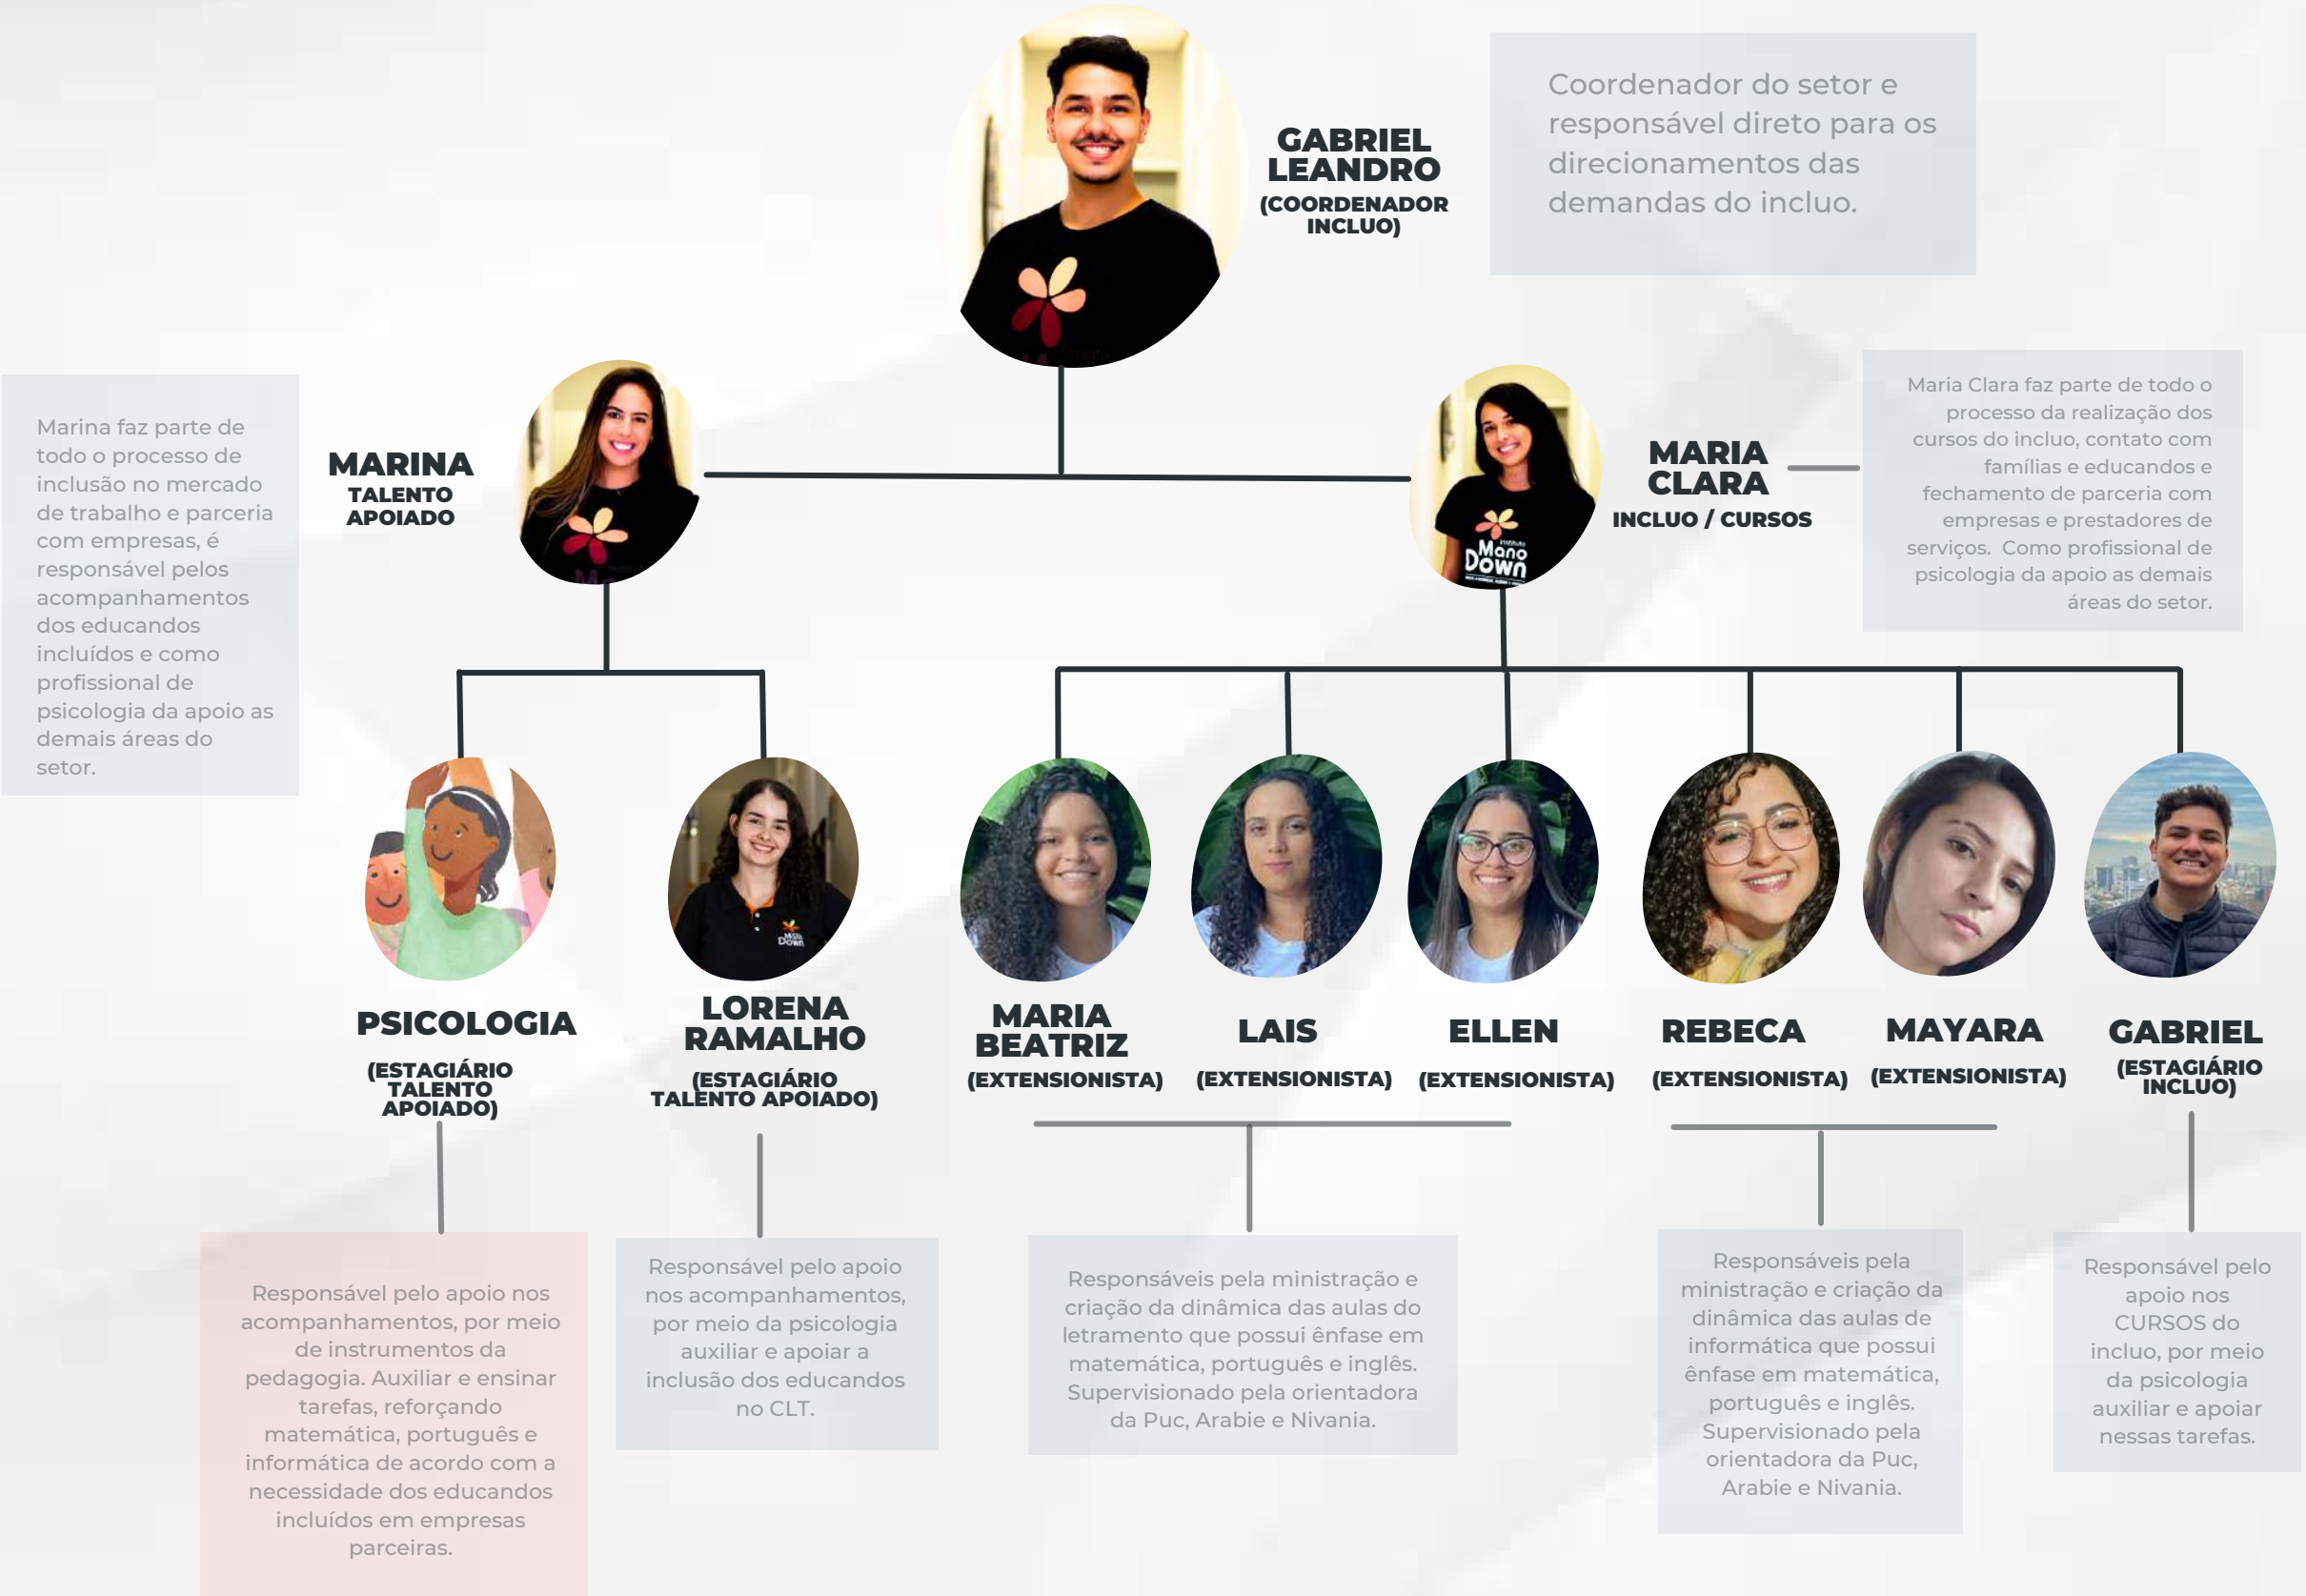 GABRIEL
LEANDRO
(COORDENADOR
INCLUO)
Coordenador do setor e
responsável direto para os
direcionamentos das
demandas do incluo.
Marina faz parte de
todo o processo de
inclusão no mercado
de trabalho e parceria
com empresas, é
responsável pelos
acompanhamentos
dos educandos
incluídos e como
profissional de
psicologia da apoio as
demais áreas do
setor.
MARINA
TALENTO
APOIADO
instituto
Mano
Down
MARIA
CLARA
INCLUO / CURSOS
Maria Clara faz parte de todo o
processo da realização dos
cursos do incluo, contato com
famílias e educandos e
fechamento de parceria com
empresas e prestadores de
serviços.  Como profissional de
psicologia da apoio as demais
áreas do setor.
Mano
Down
PSICOLOGIA
(ESTAGIÁRIO
TALENTO
APOIADO)
LORENA
RAMALHO
(ESTAGIÁRIO
TALENTO APOIADO)
MARIA
BEATRIZ
(EXTENSIONISTA)
LAIS
(EXTENSIONISTA)
ELLEN
(EXTENSIONISTA)
REBECA
(EXTENSIONISTA)
MAYARA
(EXTENSIONISTA)
GABRIEL
(ESTAGIÁRIO
INCLUO)
Responsável pelo apoio nos
acompanhamentos, por meio
de instrumentos da
pedagogia. Auxiliar e ensinar
tarefas, reforçando
matemática, português e
informática de acordo com a
necessidade dos educandos
incluídos em empresas
parceiras.
Responsável pelo apoio
nos acompanhamentos,
por meio da psicologia
auxiliar e apoiar a
inclusão dos educandos
no CLT.
Responsáveis pela ministração e
criação da dinâmica das aulas do
letramento que possui ênfase em
matemática, português e inglês.
Supervisionado pela orientadora
da Puc, Arabie e Nivania.
Responsáveis pela
ministração e criação da
dinâmica das aulas de
informática que possui
ênfase em matemática,
português e inglês.
Supervisionado pela
orientadora da Puc,
Arabie e Nivania.
Responsável pelo
apoio nos
CURSOS do
incluo, por meio
da psicologia
auxiliar e apoiar
nessas tarefas.